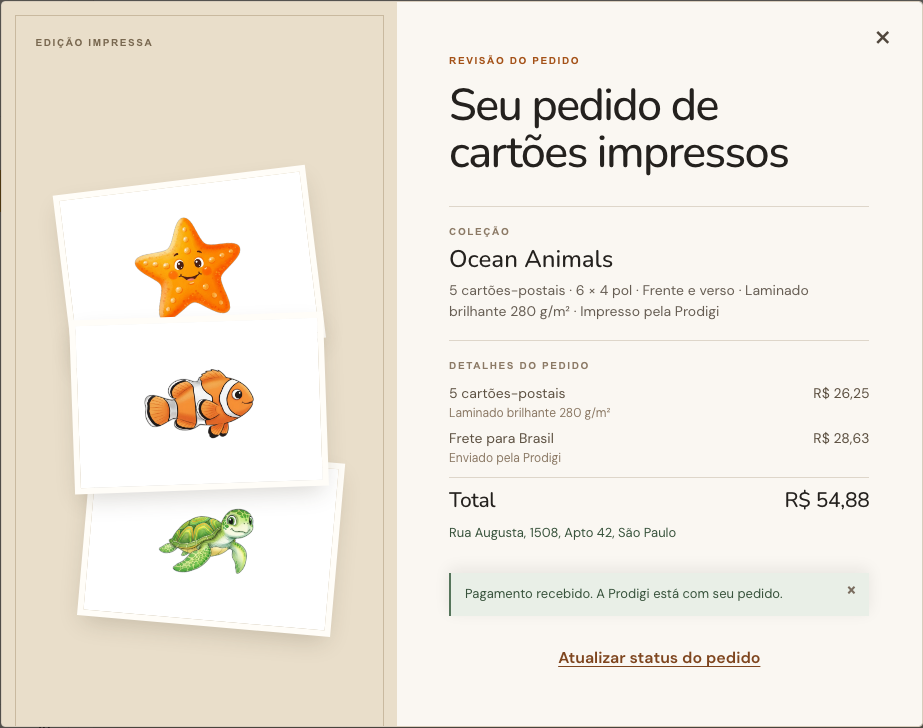 EDIÇÃO IMPRESSA
REVISÃO DO PEDIDO
Seu pedido de
cartões impressos
COLEÇÃO
Ocean Animals
5 cartões-postais · 6 × 4 pol · Frente e verso · Laminado
brilhante 280 g/m² · Impresso pela Prodigi
DETALHES DO PEDIDO
5 cartões-postais R$ 26,25
Laminado brilhante 280 g/m²
Frete para Brasil R$ 28,63
Enviado pela Prodigi
Total R$ 54,88
Rua Augusta, 1508, Apto 42, São Paulo
Pagamento recebido. A Prodigi está com seu pedido.
Atualizar status do pedido